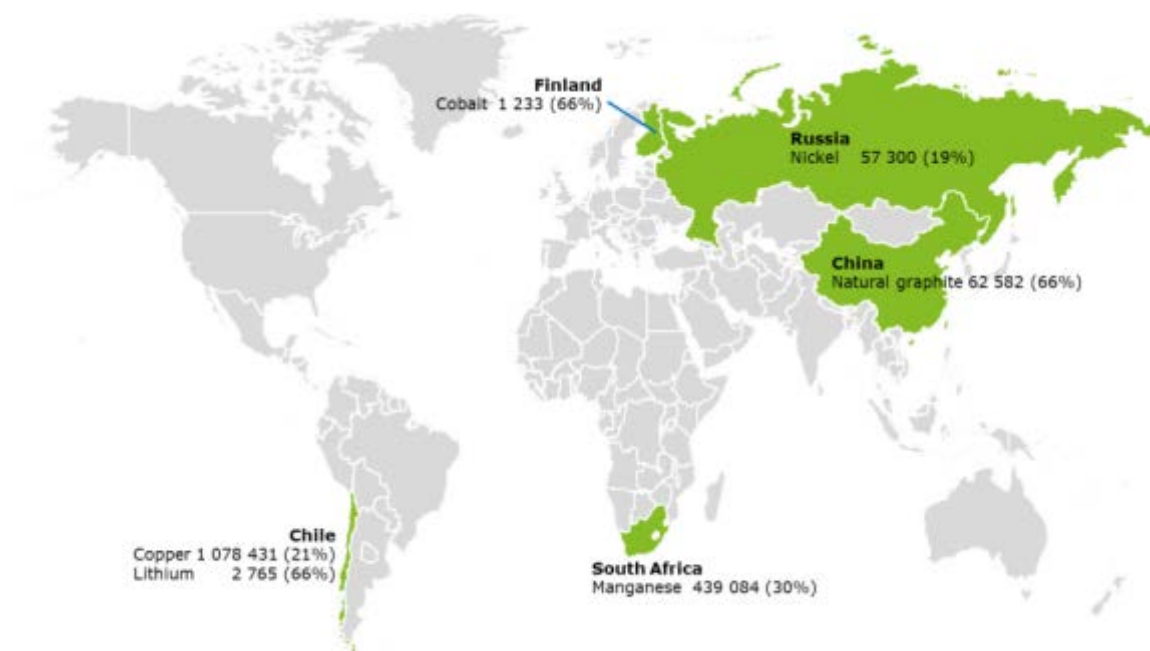 Finland
Cobalt 1 233 (66%)
Russia
Nickel 57 300 (19%)
China
Natural graphite 62 582 (66%)
Chile
Copper 1 078 431 (21%)
Lithium 2 765 (66%)
South Africa
Manganese 439 084 (30%)